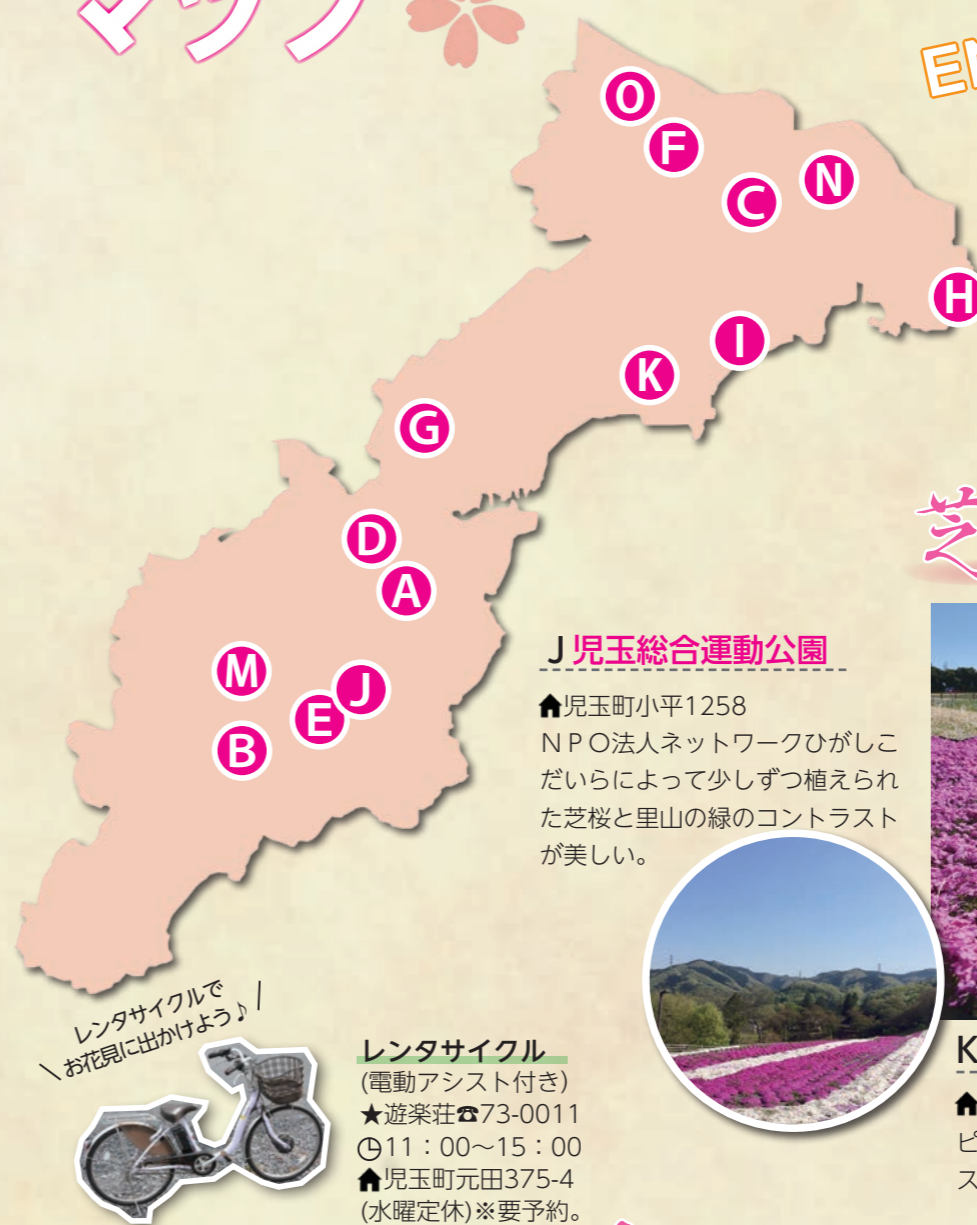 マップ
O
F
C
N
H
I
K
G
D
A
M
J
E
B
芝
J 児玉総合運動公園
児玉町小平1258
NPO法人ネットワークひがしこ
だいらによって少しずつ植えられ
た芝桜と里山の緑のコントラスト
が美しい。
レンタサイクルで
\ お花見に出かけよう♪ /
レンタサイクル
(電動アシスト付き)
★遊楽荘☎73-0011
11：00〜15：00
児玉町元田375-4
(水曜定休)※要予約。
K
ピ
ス